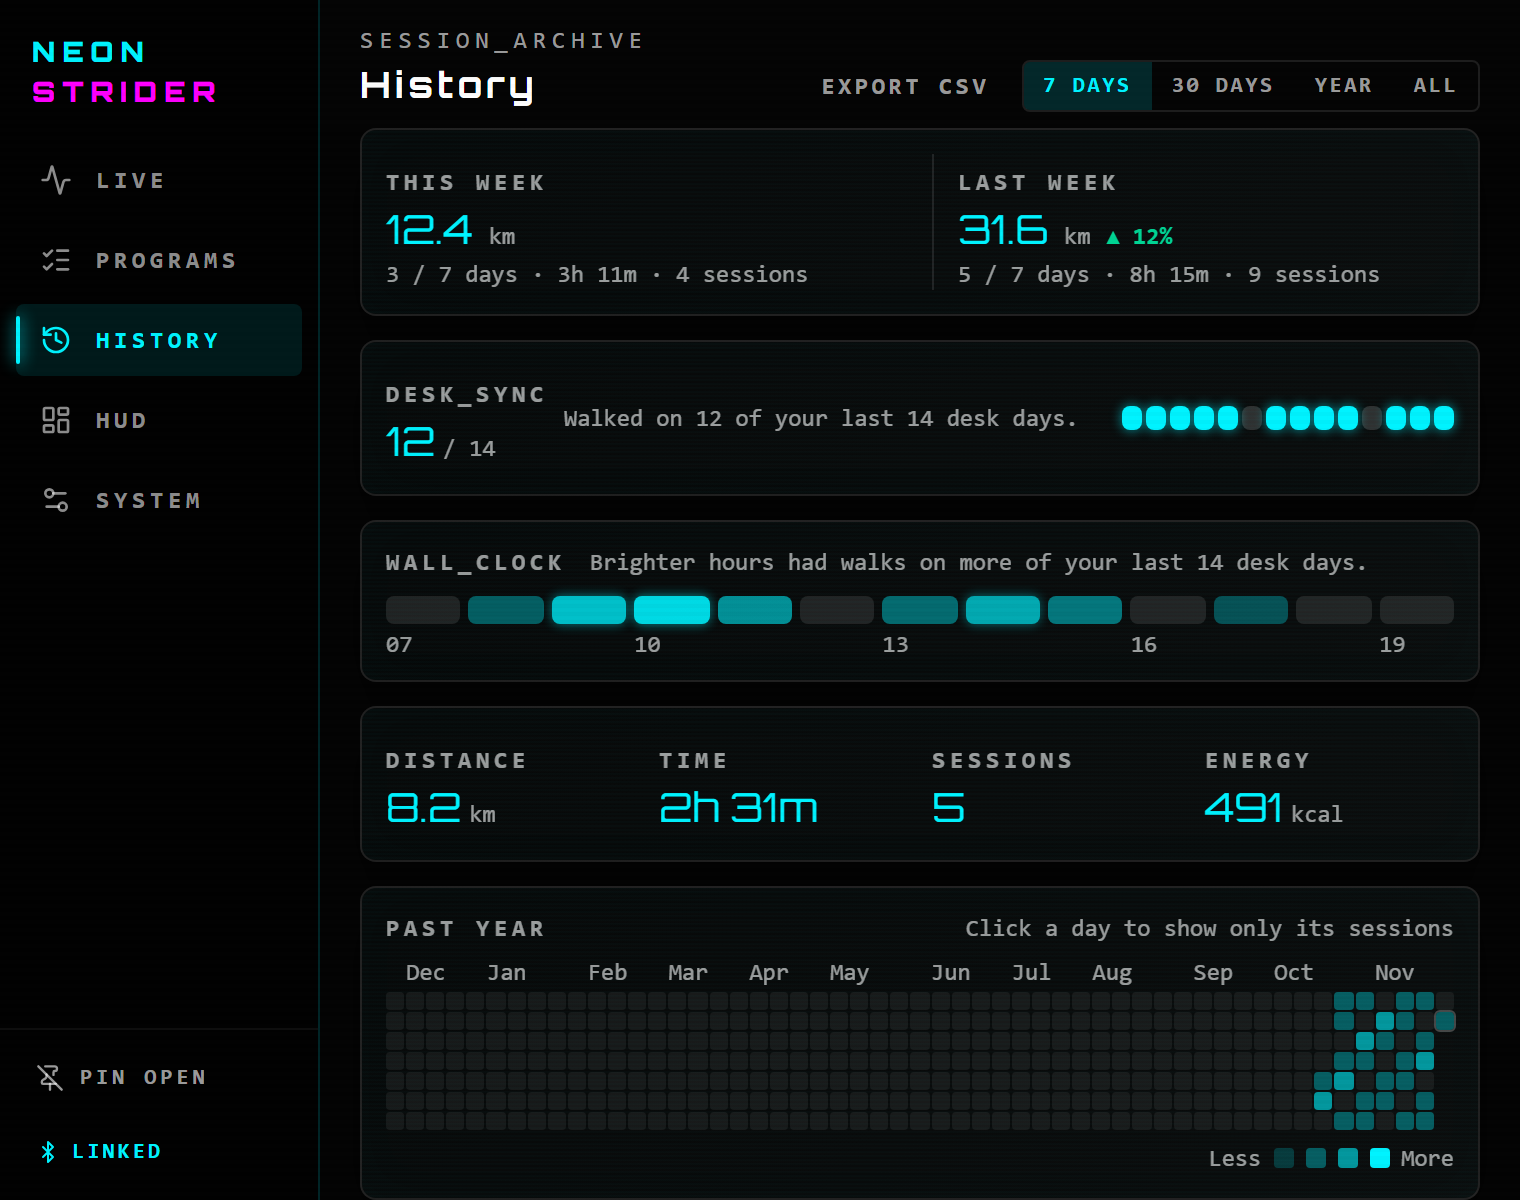 NEON
STRIDER
LIVE
PROGRAMS
HISTORY
HUD
SYSTEM
PIN OPEN
LINKED
SESSION_ARCHIVE
History
EXPORT CSV
7 DAYS
30 DAYS
YEAR
ALL
THIS WEEK
12.4 km
3 / 7 days · 3h 11m · 4 sessions
LAST WEEK
31.6 km ▲ 12%
5 / 7 days · 8h 15m · 9 sessions
DESK_SYNC
12 / 14
Walked on 12 of your last 14 desk days.
WALL_CLOCK Brighter hours had walks on more of your last 14 desk days.
07 10 13 16 19
DISTANCE
8.2 km
TIME
2h 31m
SESSIONS
5
ENERGY
491 kcal
PAST YEAR
Click a day to show only its sessions
Dec Jan Feb Mar Apr May Jun Jul Aug Sep Oct Nov
Less More